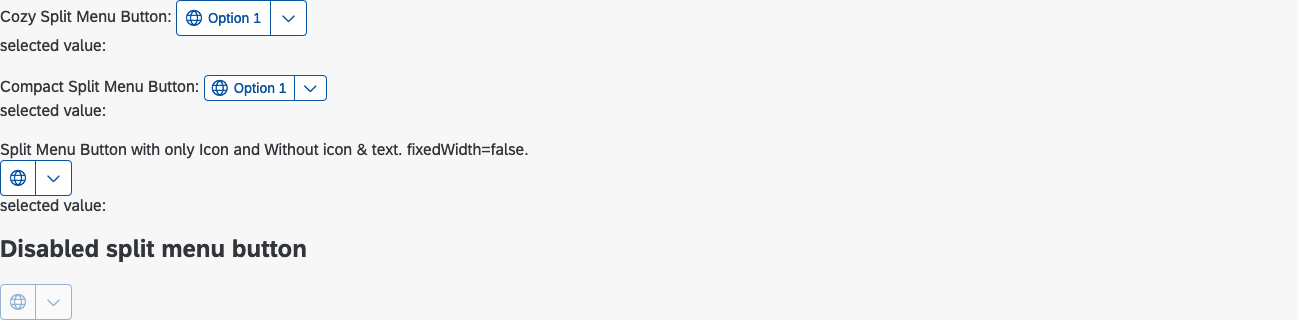 Cozy Split Menu Button: Option 1
selected value:
Compact Split Menu Button: Option 1
selected value:
Split Menu Button with only Icon and Without icon & text. fixedWidth=false.
selected value:
Disabled split menu button